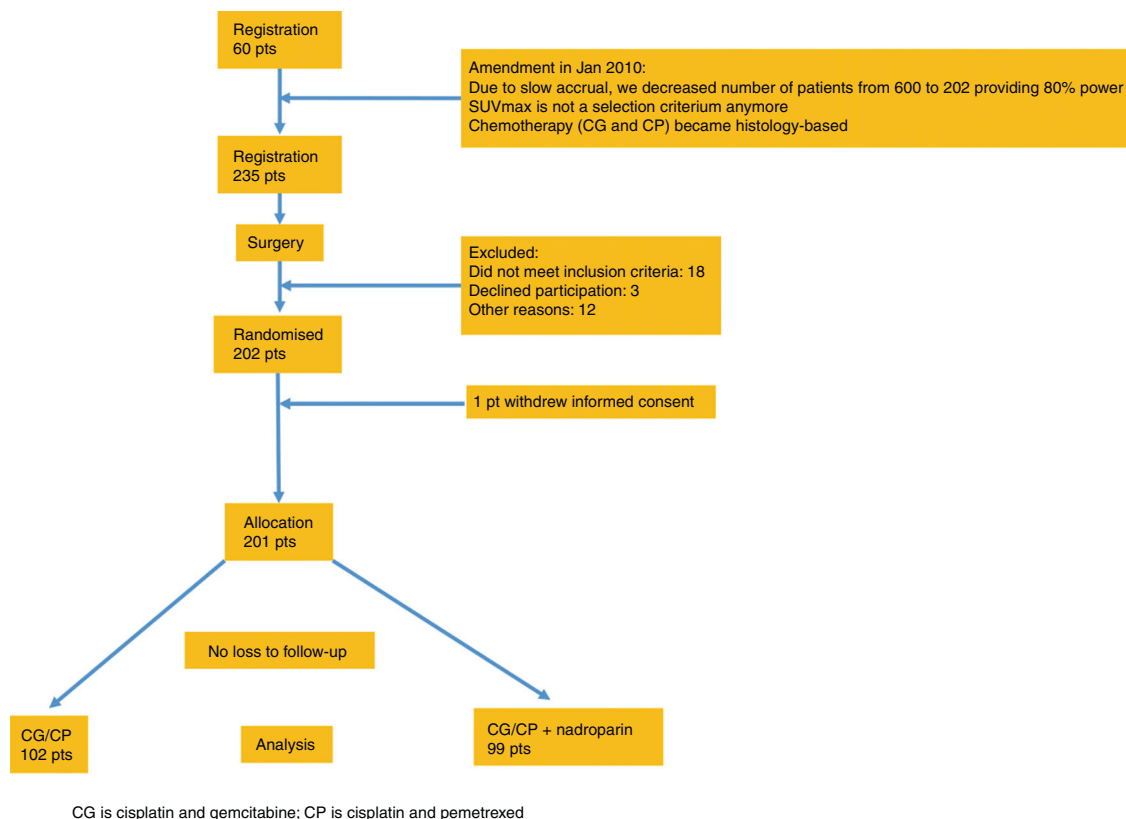 Registration
60 pts
Amendment in Jan 2010:
Due to slow accrual, we decreased number of patients from 600 to 202 providing 80% power
SUVmax is not a selection criterium anymore
Chemotherapy (CG and CP) became histology-based
Registration
235 pts
Surgery
Excluded:
Did not meet inclusion criteria: 18
Declined participation: 3
Other reasons: 12
Randomised
202 pts
1 pt withdrew informed consent
Allocation
201 pts
No loss to follow-up
CG/CP
102 pts
Analysis
CG/CP + nadroparin
99 pts
CG is cisplatin and gemcitabine; CP is cisplatin and pemetrexed